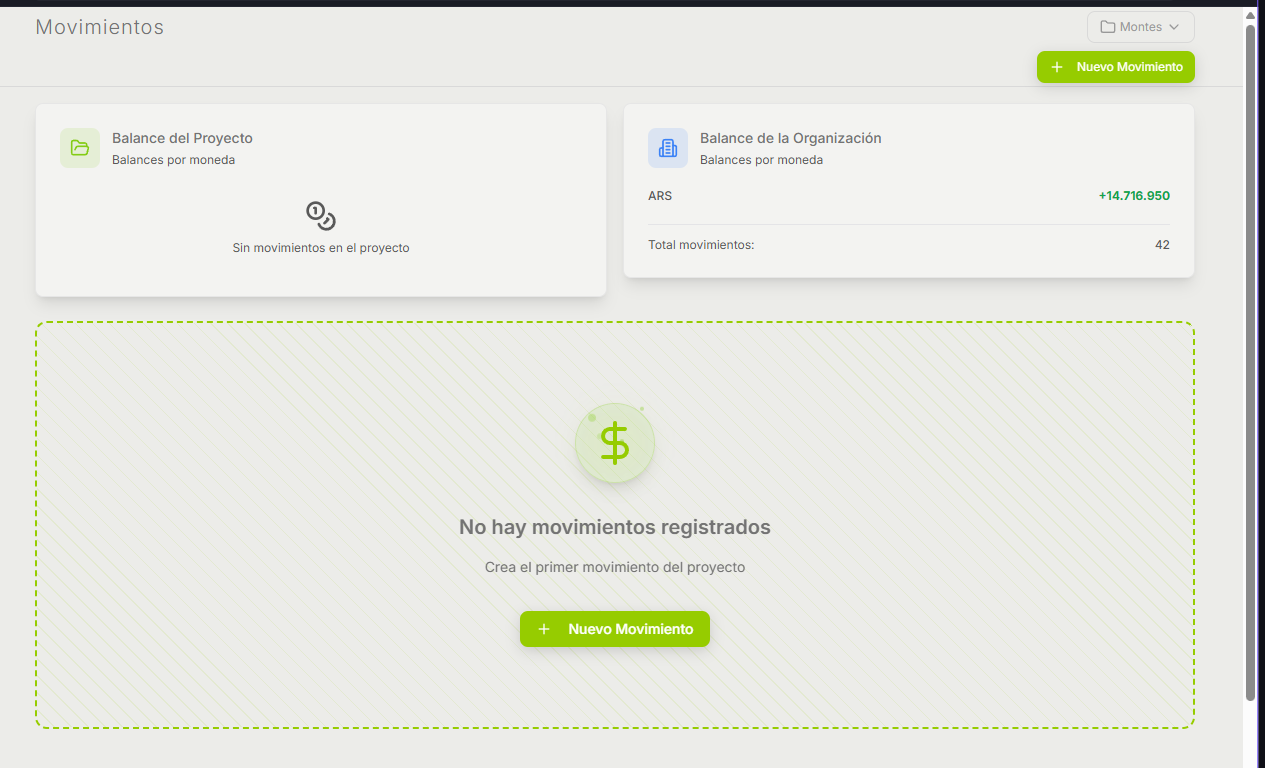 Movimientos
Montes
Nuevo Movimiento
Balance del Proyecto
Balances por moneda
Sin movimientos en el proyecto
Balance de la Organización
Balances por moneda
ARS +14.716.950
Total movimientos: 42
No hay movimientos registrados
Crea el primer movimiento del proyecto
Nuevo Movimiento